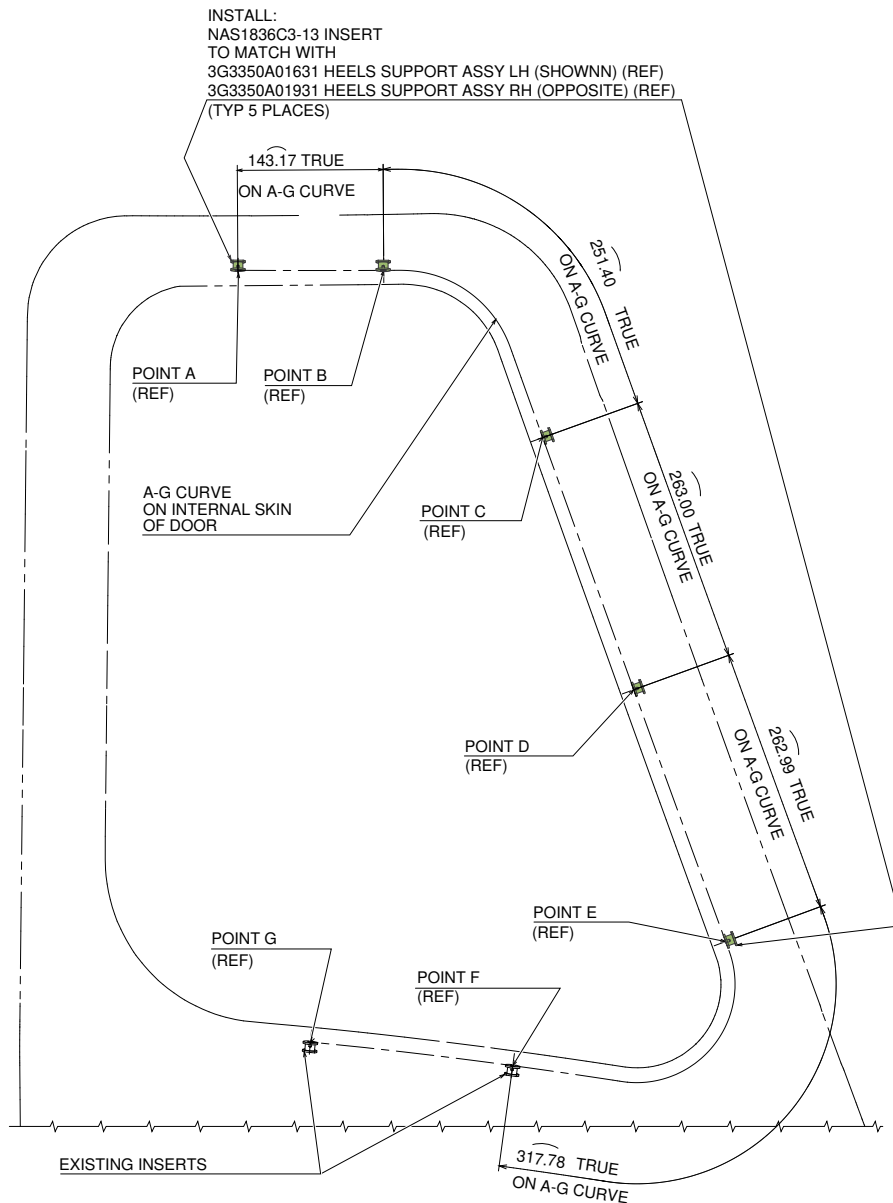 INSTALL:
NAS1836C3-13 INSERT
TO MATCH WITH
3G3350A01631 HEELS SUPPORT ASSY LH (SHOWNN) (REF)
3G3350A01931 HEELS SUPPORT ASSY RH (OPPOSITE) (REF)
(TYP 5 PLACES)
143.17 TRUE
ON A-G CURVE
251.40 TRUE
ON A-G CURVE
POINT A
(REF)
POINT B
(REF)
A-G CURVE
ON INTERNAL SKIN
OF DOOR
POINT C
(REF)
263.00 TRUE
ON A-G CURVE
POINT D
(REF)
262.99 TRUE
ON A-G CURVE
POINT E
(REF)
POINT G
(REF)
POINT F
(REF)
EXISTING INSERTS
317.78 TRUE
ON A-G CURVE